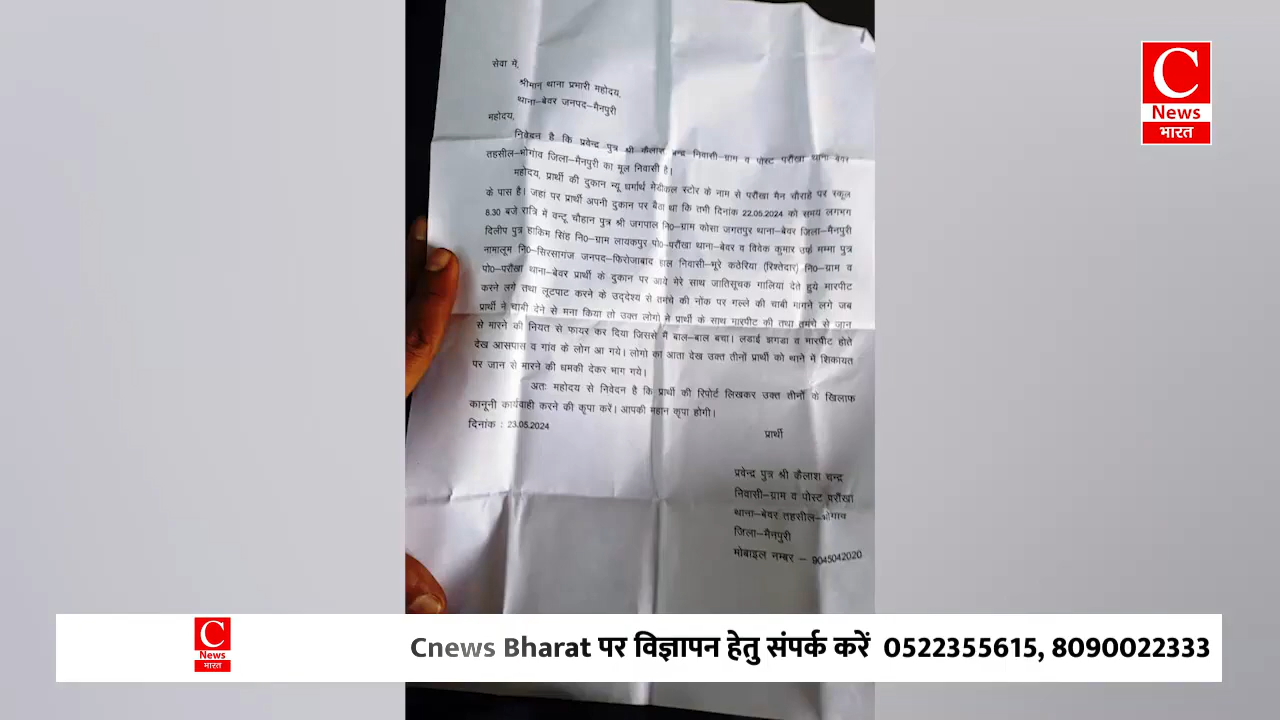 C
News
भारत
सेवा में,
श्रीमान थाना प्रभारी महोदय,
थाना–बेवर जनपद–मैनपुरी
महोदय,
निवेदन है कि प्रवेन्द्र पुत्र श्री कैलाश चन्द्र निवासी–ग्राम व पोस्ट परौंखा थाना बेवर
तहसील–भोगांव जिला–मैनपुरी का मूल निवासी है।
महोदय, प्रार्थी की दुकान न्यू धर्मार्थ मेडीकल स्टोर के नाम से परौंखा मैन चौराहे पर स्कूल
के पास है। जहां पर प्रार्थी अपनी दुकान पर बैठा था कि तभी दिनांक 22.05.2024 को समय लगभग
8.30 बजे रात्रि में वन्टू चौहान पुत्र श्री जगपाल नि0–ग्राम कोसा जगतपुर थाना–बेवर जिला–मैनपुरी
दिलीप पुत्र हाकिम सिंह नि0–ग्राम लायकपुर पो0–परौंखा थाना–बेवर व विवेक कुमार उर्फ मम्मा पुत्र
नामालूम नि0–सिरसागंज जनपद–फिरोजाबाद हाल निवासी–भूरे कठेरिया (रिश्तेदार) नि0–ग्राम व
पो0–परौंखा थाना–बेवर प्रार्थी के दुकान पर आये मेरे साथ जातिसूचक गालिया देते हुये मारपीट
करने लगे तथा लूटपाट करने के उद्देश्य से तमंचे की नोंक पर गल्ले की चाबी मागने लगे जब
प्रार्थी ने चाबी देने से मना किया तो उक्त लोगो ने प्रार्थी के साथ मारपीट की तथा तमंचे से जान
से मारने की नियत से फायर कर दिया जिससे मैं बाल–बाल बचा। लडाई झगडा व मारपीट होते
देख आसपास व गांव के लोग आ गये। लोगो का आता देख उक्त तीनों प्रार्थी को थाने में शिकायत
पर जान से मारने की धमकी देकर भाग गये।
अतः महोदय से निवेदन है कि प्रार्थी की रिपोर्ट लिखकर उक्त तीनों के खिलाफ
कानूनी कार्यवाही करने की कृपा करें। आपकी महान कृपा होगी।
दिनांक : 23.05.2024
प्रार्थी
प्रवेन्द्र पुत्र श्री कैलाश चन्द्र
निवासी–ग्राम व पोस्ट परौंखा
थाना–बेवर तहसील–भोगांव
जिला–मैनपुरी
मोबाइल नम्बर – 9045042020
C
News
भारत
Cnews Bharat पर विज्ञापन हेतु संपर्क करें 0522355615, 8090022333